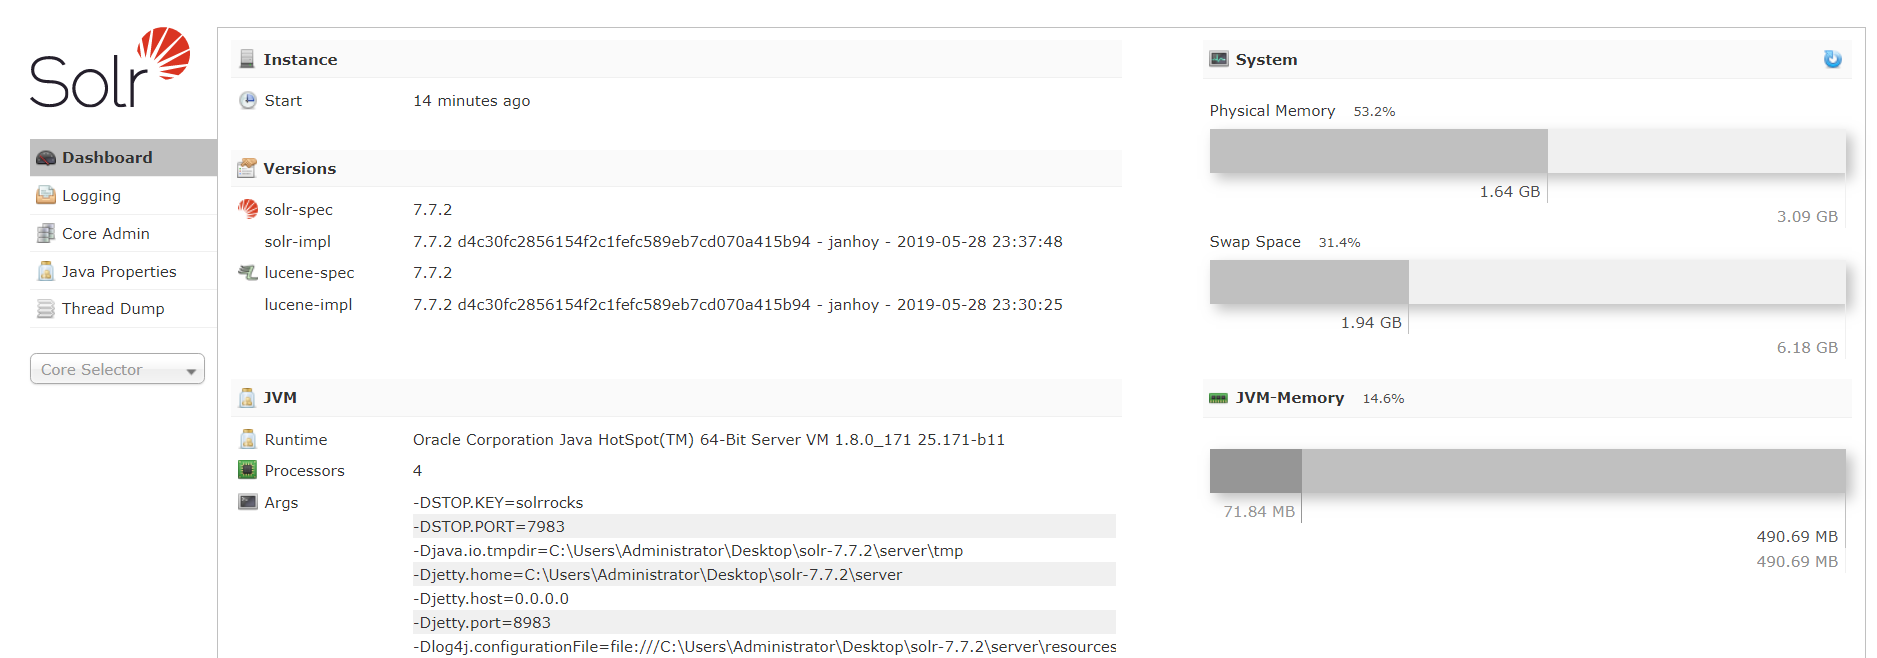 Solr
Dashboard
Logging
Core Admin
Java Properties
Thread Dump
Core Selector
Instance
Start 14 minutes ago
Versions
solr-spec 7.7.2
solr-impl 7.7.2 d4c30fc2856154f2c1fefc589eb7cd070a415b94 - janhoy - 2019-05-28 23:37:48
lucene-spec 7.7.2
lucene-impl 7.7.2 d4c30fc2856154f2c1fefc589eb7cd070a415b94 - janhoy - 2019-05-28 23:30:25
JVM
Runtime Oracle Corporation Java HotSpot(TM) 64-Bit Server VM 1.8.0_171 25.171-b11
Processors 4
Args -DSTOP.KEY=solrrocks
-DSTOP.PORT=7983
-Djava.io.tmpdir=C:\Users\Administrator\Desktop\solr-7.7.2\server\tmp
-Djetty.home=C:\Users\Administrator\Desktop\solr-7.7.2\server
-Djetty.host=0.0.0.0
-Djetty.port=8983
-Dlog4j.configurationFile=file:///C:\Users\Administrator\Desktop\solr-7.7.2\server\resources
System
Physical Memory 53.2%
1.64 GB
3.09 GB
Swap Space 31.4%
1.94 GB
6.18 GB
JVM-Memory 14.6%
71.84 MB
490.69 MB
490.69 MB